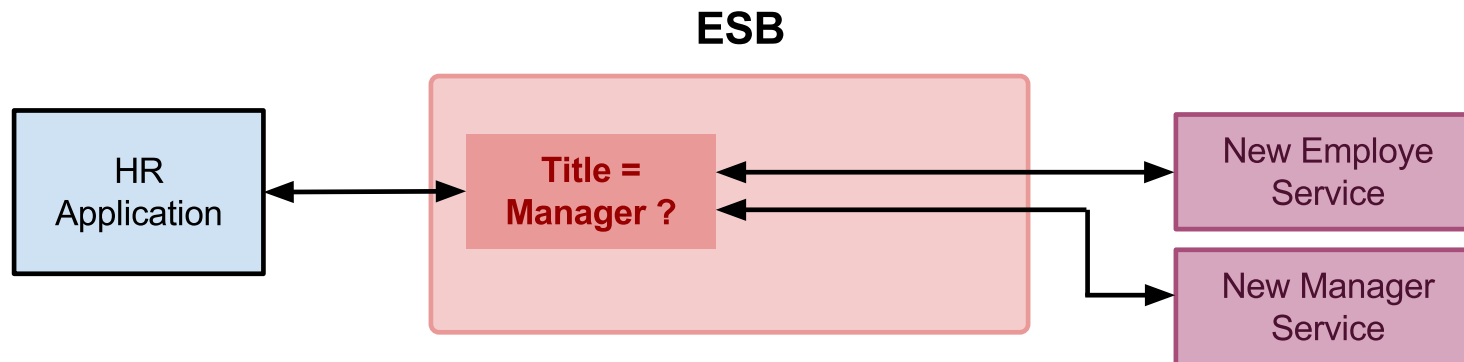 ESB
HR
Application
Title =
Manager ?
New Employe
Service
New Manager
Service